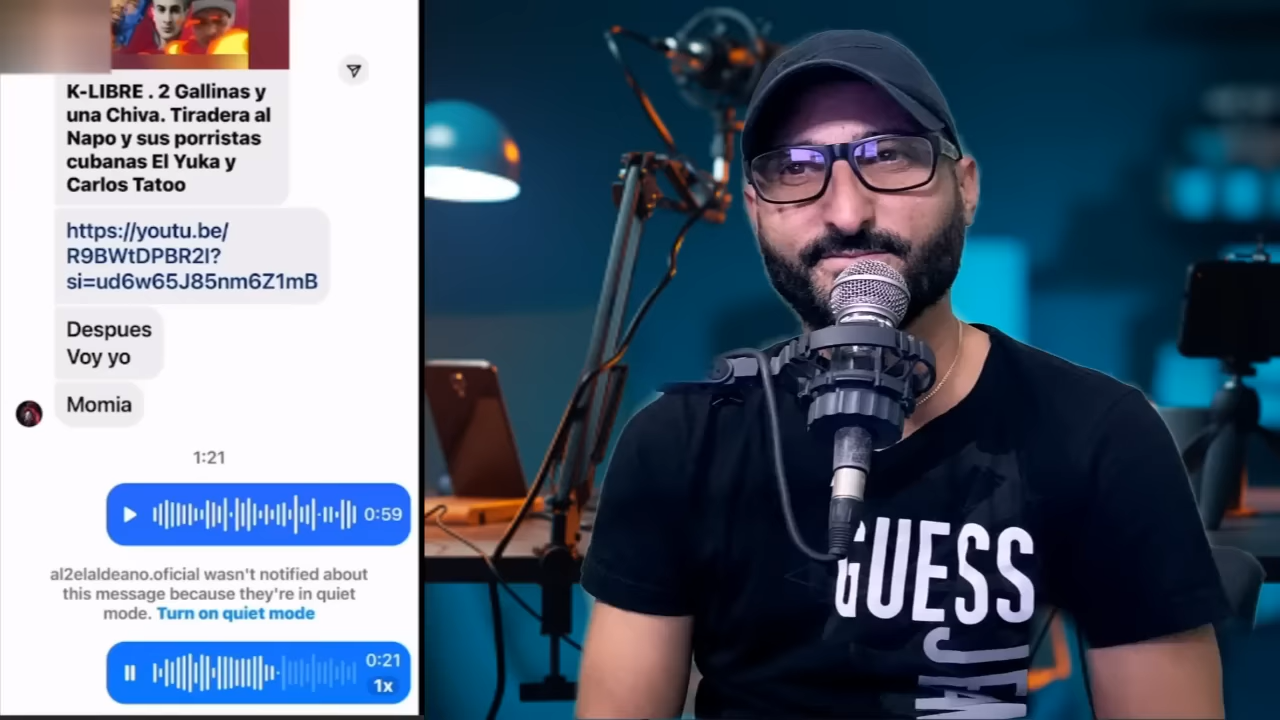 K-LIBRE . 2 Gallinas y
una Chiva. Tiradera al
Napo y sus porristas
cubanas El Yuka y
Carlos Tatoo
https://youtu.be/
R9BWtDPBR2I?
si=ud6w65J85nm6Z1mB
Despues
Voy yo
Momia
1:21
0:59
al2elaldeano.oficial wasn't notified about
this message because they're in quiet
mode. Turn on quiet mode
0:21
1x
GUESS
JEA